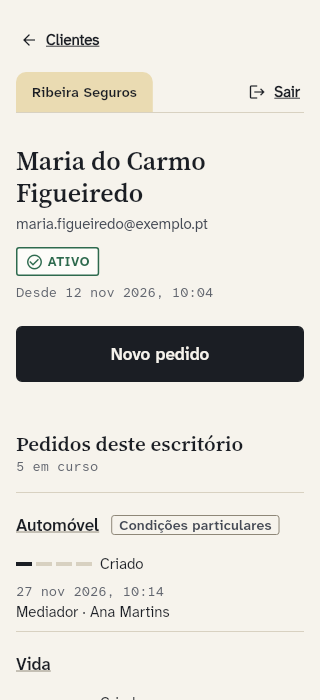 Clientes
Ribeira Seguros
Sair
Maria do Carmo
Figueiredo
maria.figueiredo@exemplo.pt
ATIVO
Desde 12 nov 2026, 10:04
Novo pedido
Pedidos deste escritório
5 em curso
Automóvel
Condições particulares
Criado
27 nov 2026, 10:14
Mediador · Ana Martins
Vida